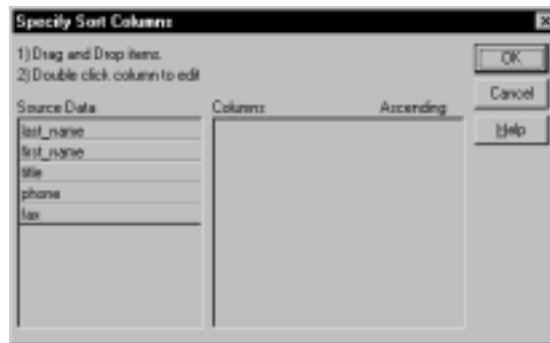 Specify Sort Columns
1) Drag and Drop items.
2) Double click column to edit
OK
Cancel
Help
Source Data
Columns
Ascending
last_name
first_name
title
phone
fax